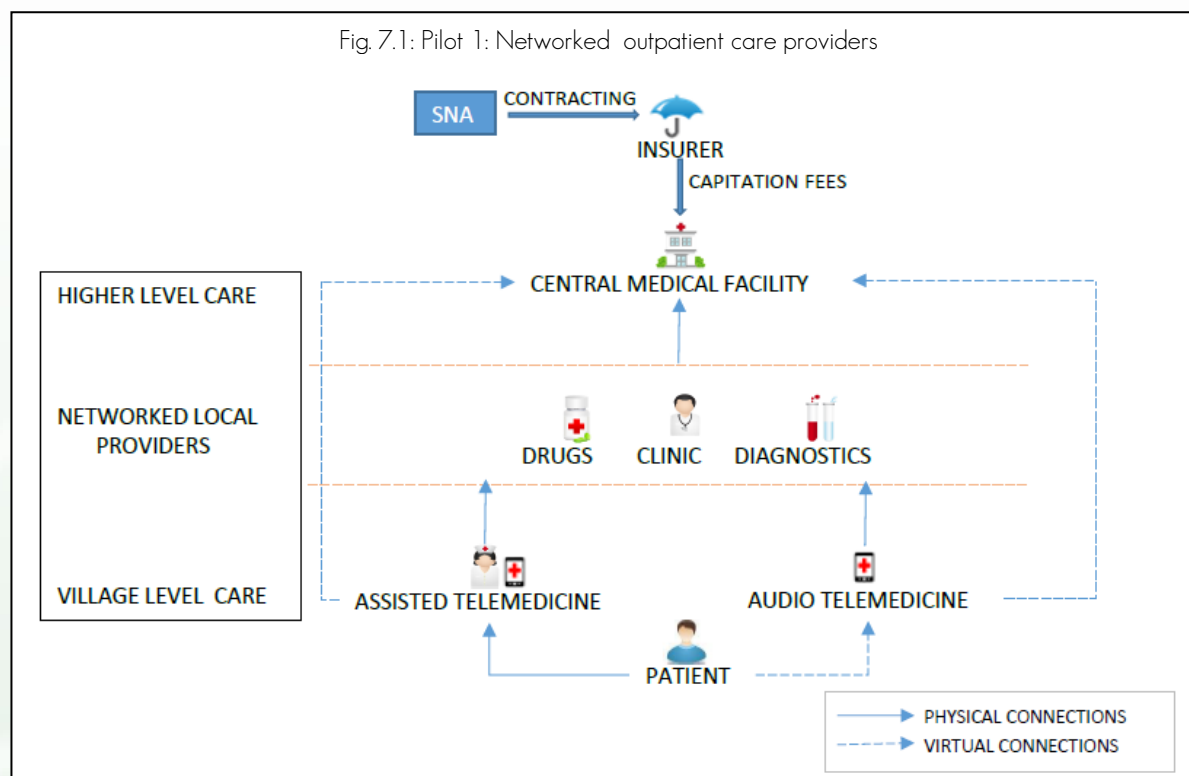 Fig. 7.1: Pilot 1: Networked outpatient care providers
SNA
CONTRACTING
INSURER
CAPITATION FEES
CENTRAL MEDICAL FACILITY
HIGHER LEVEL CARE
NETWORKED LOCAL
PROVIDERS
DRUGS
CLINIC
DIAGNOSTICS
VILLAGE LEVEL CARE
ASSISTED TELEMEDICINE
AUDIO TELEMEDICINE
PATIENT
PHYSICAL CONNECTIONS
VIRTUAL CONNECTIONS